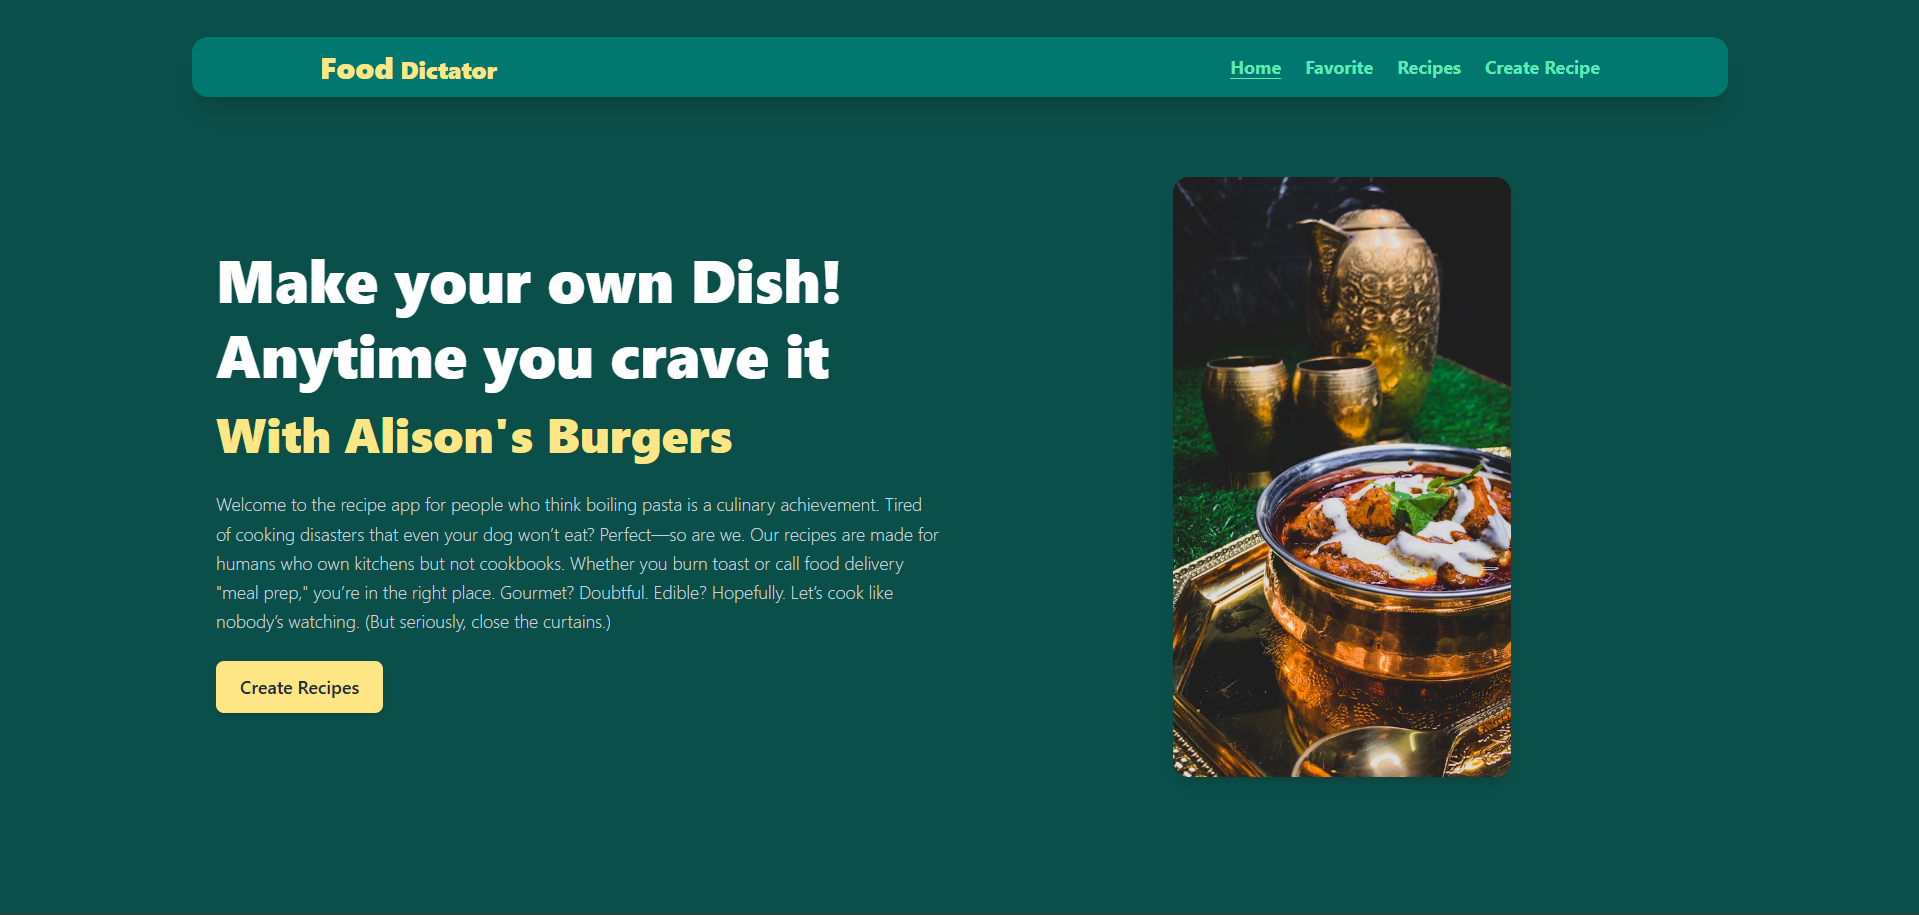 Food Dictator
Home Favorite Recipes Create Recipe
Make your own Dish!
Anytime you crave it
With Alison's Burgers
Welcome to the recipe app for people who think boiling pasta is a culinary achievement. Tired
of cooking disasters that even your dog won’t eat? Perfect—so are we. Our recipes are made for
humans who own kitchens but not cookbooks. Whether you burn toast or call food delivery
"meal prep," you’re in the right place. Gourmet? Doubtful. Edible? Hopefully. Let’s cook like
nobody’s watching. (But seriously, close the curtains.)
Create Recipes